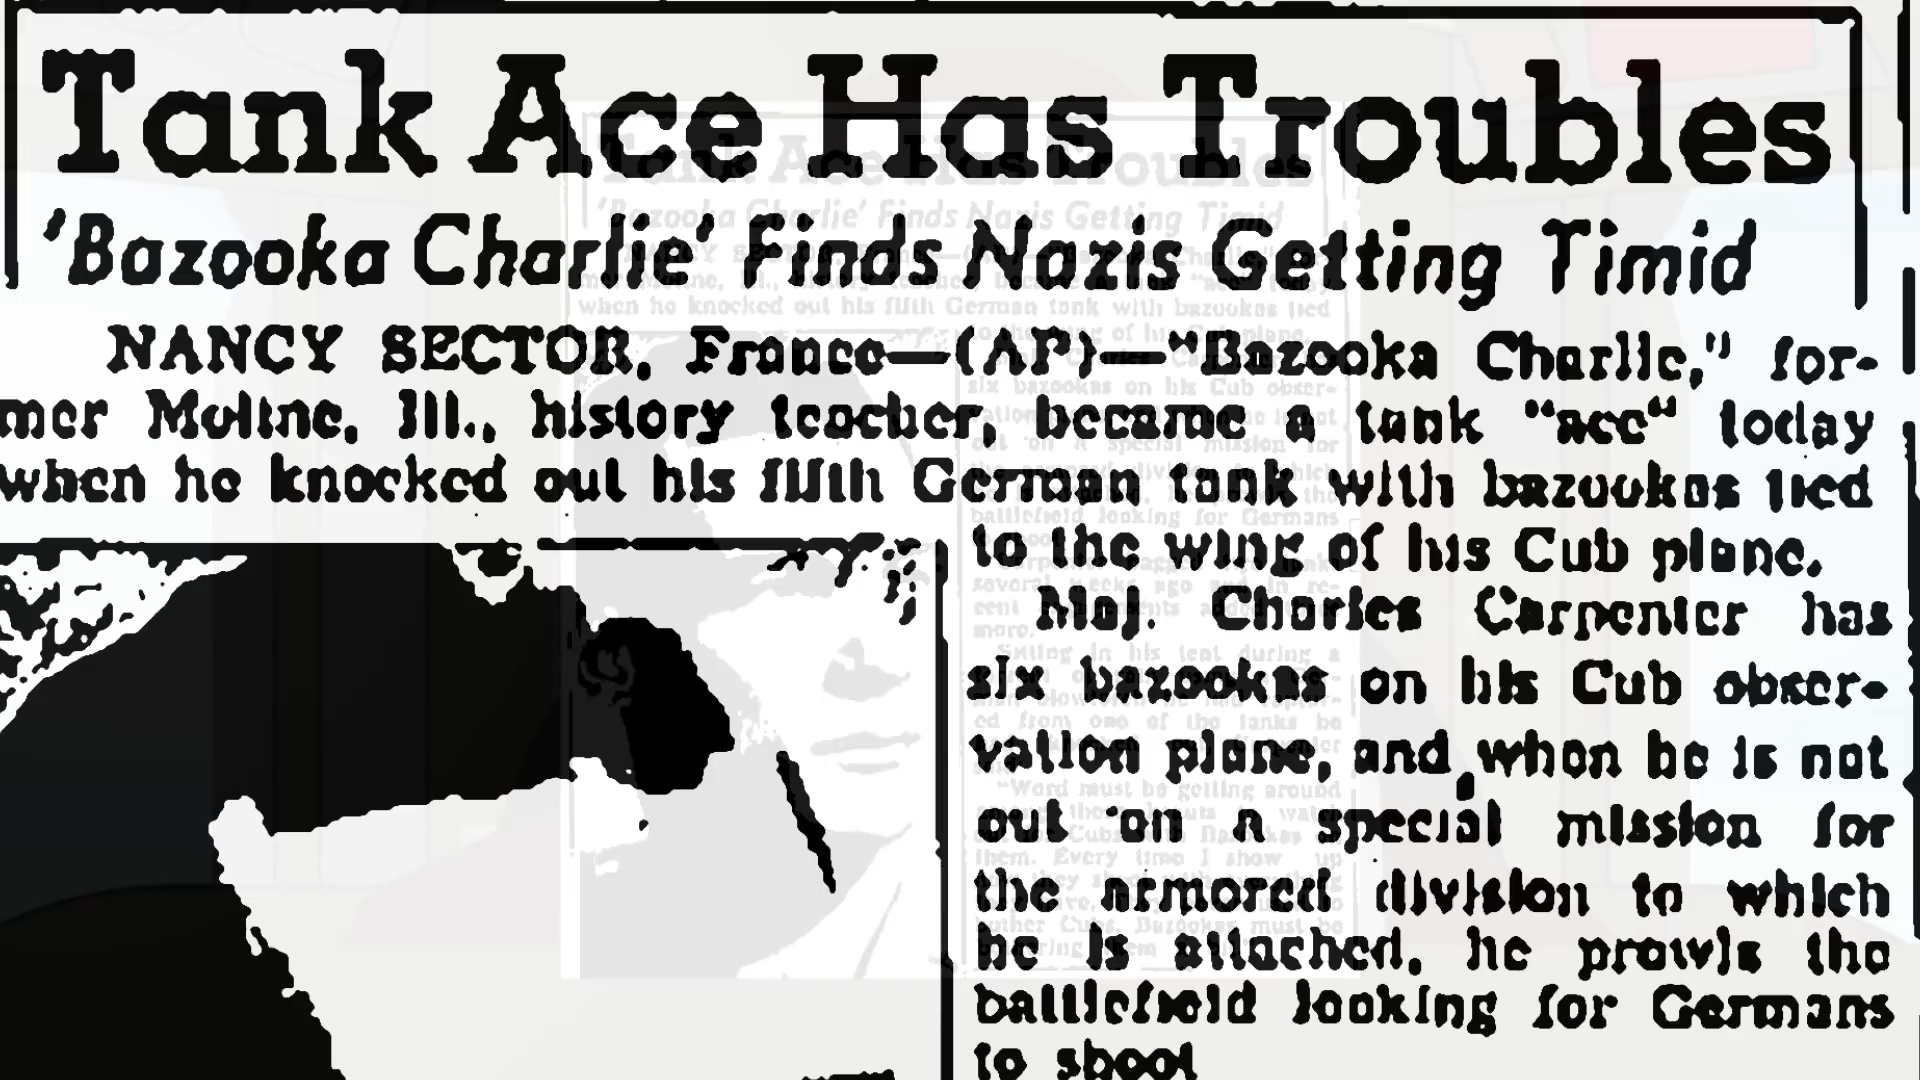 Tank Ace Has Troubles
'Bazooka Charlie' Finds Nazis Getting Timid
NANCY SECTOR, France—(AP)—"Bazooka Charlie," for-
mer Moline, Ill., history teacher, became a tank "ace" today
when he knocked out his fifth German tank with bazookas tied
to the wing of his Cub plane.
Maj. Charles Carpenter has
six bazookas on his Cub obser-
vation plane, and when he is not
out on a special mission for
the armored division to which
he is attached, he prowls the
battlefield looking for Germans
to shoot